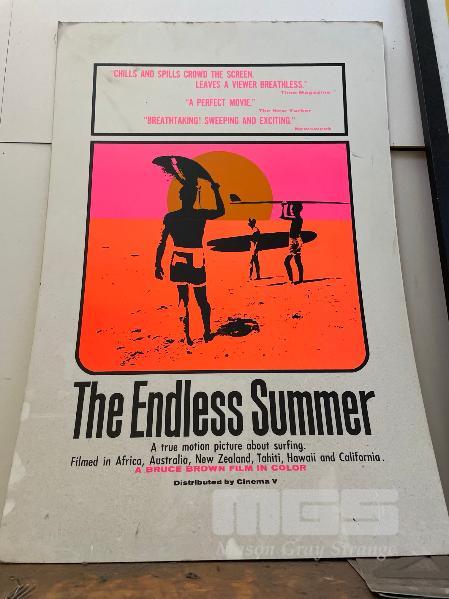 "CHILLS AND SPILLS CROWD THE SCREEN.
LEAVES A VIEWER BREATHLESS."
Time Magazine
"A PERFECT MOVIE."
The New Yorker
"BREATHTAKING! SWEEPING AND EXCITING."
Newsweek
The Endless Summer
A true motion picture about surfing.
Filmed in Africa, Australia, New Zealand, Tahiti, Hawaii and California.
A BRUCE BROWN FILM IN COLOR
Distributed by Cinema V
MGS
Mason Gray Strange